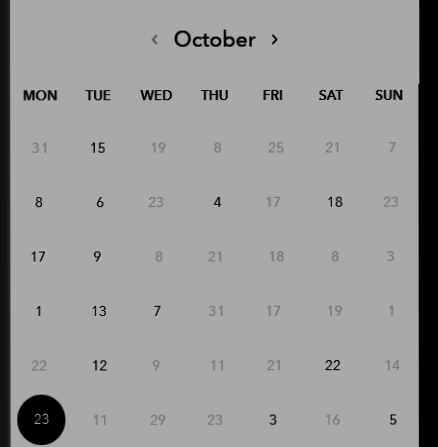 ‹ October ›
MON TUE WED THU FRI SAT SUN
31 15 19 8 25 21 7
8 6 23 4 17 18 23
17 9 8 21 18 8 3
1 13 7 31 17 19 1
22 12 9 11 21 22 14
23 11 29 23 3 16 5